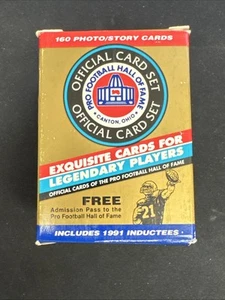 160 PHOTO/STORY CARDS
OFFICIAL CARD SET
PRO FOOTBALL HALL OF FAME
CANTON, OHIO
OFFICIAL CARD SET
EXQUISITE CARDS FOR
LEGENDARY PLAYERS
OFFICIAL CARDS OF THE PRO FOOTBALL HALL OF FAME
FREE
Admission Pass to the
Pro Football Hall of Fame
21
INCLUDES 1991 INDUCTEES